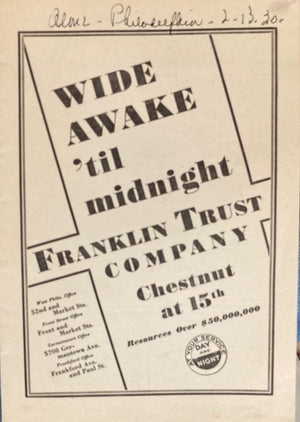 Philadelphia - 2-13-30.
WIDE
AWAKE
'til
midnight
FRANKLIN TRUST
COMPANY
Chestnut
at 15th
Resources Over $50,000,000
West Phila. Office
52nd and
Market Sts.
Front Street Office
Front and
Market Sts.
Germantown Office
5708 Ger-
mantown Ave.
Frankford Office
Frankford Ave.
and Paul St.
AT YOUR SERVICE
DAY
AND
NIGHT